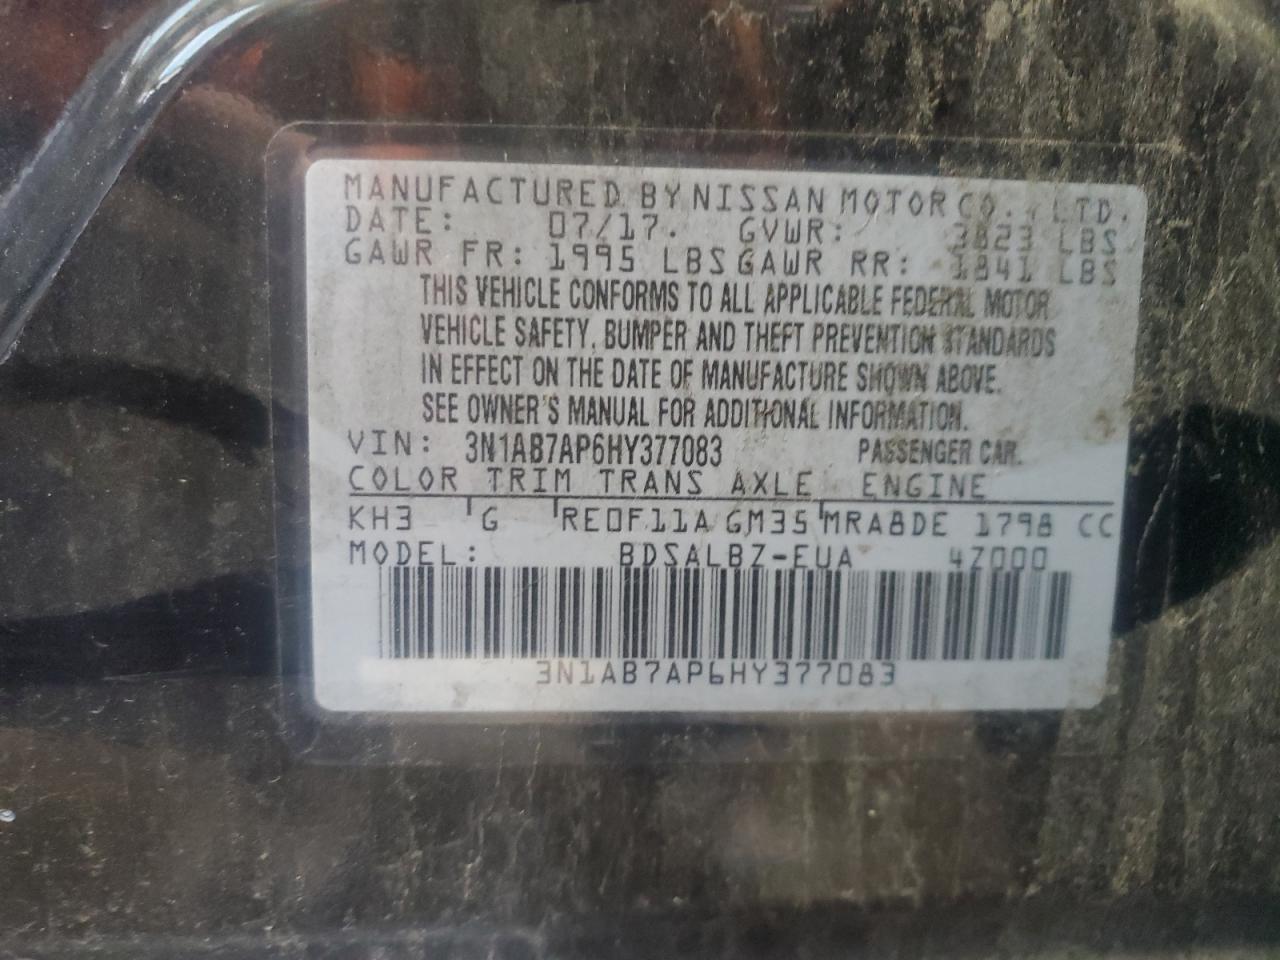 MANUFACTURED BY NISSAN MOTOR CO., LTD.
DATE: 07/17. GVWR: 3823 LBS
GAWR FR: 1995 LBS GAWR RR: 1841 LBS
THIS VEHICLE CONFORMS TO ALL APPLICABLE FEDERAL MOTOR
VEHICLE SAFETY, BUMPER AND THEFT PREVENTION STANDARDS
IN EFFECT ON THE DATE OF MANUFACTURE SHOWN ABOVE.
SEE OWNER'S MANUAL FOR ADDITIONAL INFORMATION.
VIN: 3N1AB7AP6HY377083 PASSENGER CAR.
COLOR TRIM TRANS AXLE ENGINE
KH3 G RE0F11A GM35 MRA8DE 1798 CC
MODEL: BDSALBZ-EUA 4Z000
3N1AB7AP6HY377083